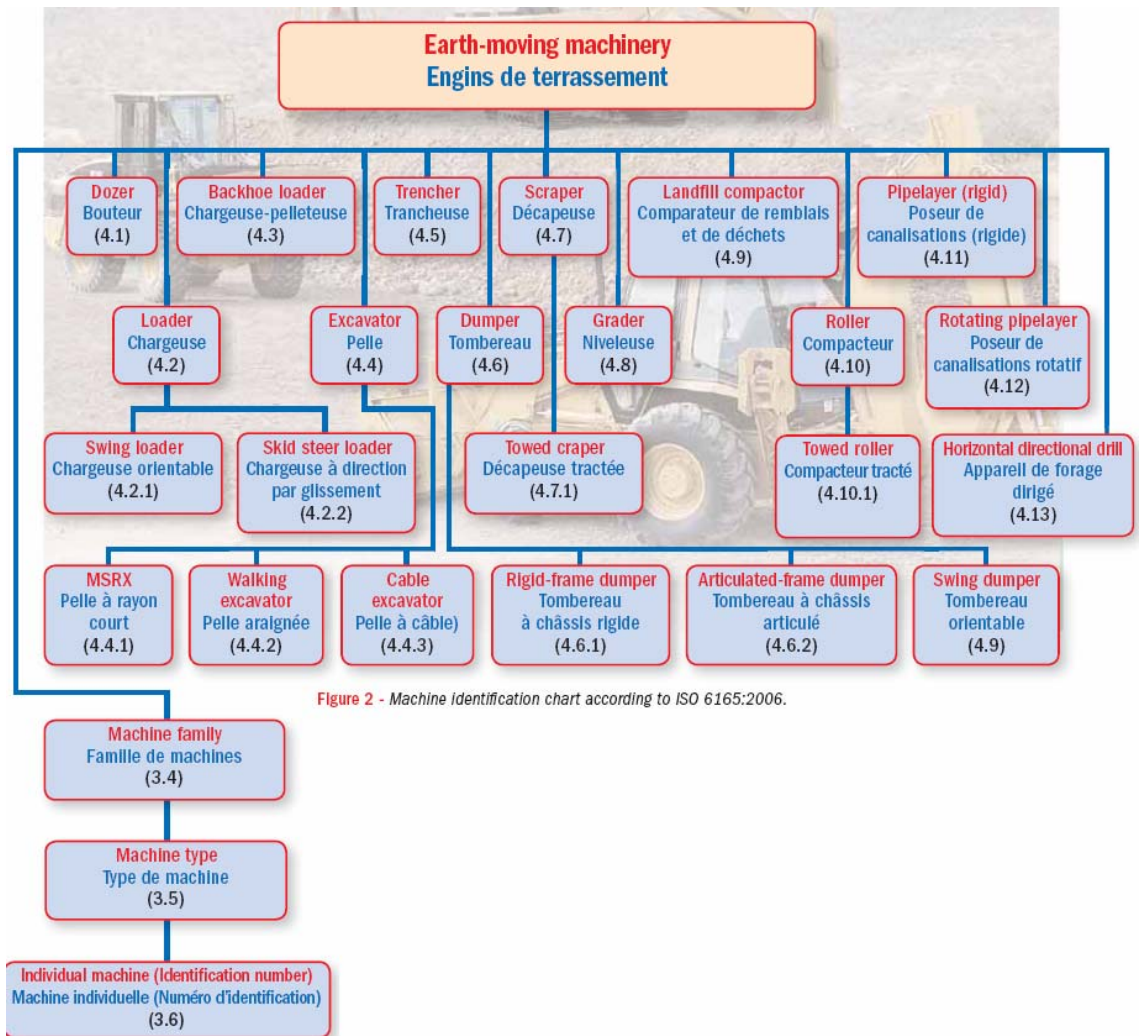 Earth-moving machinery
Engins de terrassement
Dozer
Bouteur
(4.1)
Backhoe loader
Chargeuse-pelleteuse
(4.3)
Trencher
Trancheuse
(4.5)
Scraper
Décapeuse
(4.7)
Landfill compactor
Comparateur de remblais
et de déchets
(4.9)
Pipelayer (rigid)
Poseur de
canalisations (rigide)
(4.11)
Loader
Chargeuse
(4.2)
Excavator
Pelle
(4.4)
Dumper
Tombereau
(4.6)
Grader
Niveleuse
(4.8)
Roller
Compacteur
(4.10)
Rotating pipelayer
Poseur de
canalisations rotatif
(4.12)
Swing loader
Chargeuse orientable
(4.2.1)
Skid steer loader
Chargeuse à direction
par glissement
(4.2.2)
Towed craper
Décapeuse tractée
(4.7.1)
Towed roller
Compacteur tracté
(4.10.1)
Horizontal directional drill
Appareil de forage
dirigé
(4.13)
MSRX
Pelle à rayon
court
(4.4.1)
Walking
excavator
Pelle araignée
(4.4.2)
Cable
excavator
Pelle à câble)
(4.4.3)
Rigid-frame dumper
Tombereau
à châssis rigide
(4.6.1)
Articulated-frame dumper
Tombereau à châssis
articulé
(4.6.2)
Swing dumper
Tombereau
orientable
(4.9)
Figure 2 - Machine identification chart according to ISO 6165:2006.
Machine family
Famille de machines
(3.4)
Machine type
Type de machine
(3.5)
Individual machine (Identification number)
Machine individuelle (Numéro d'identification)
(3.6)